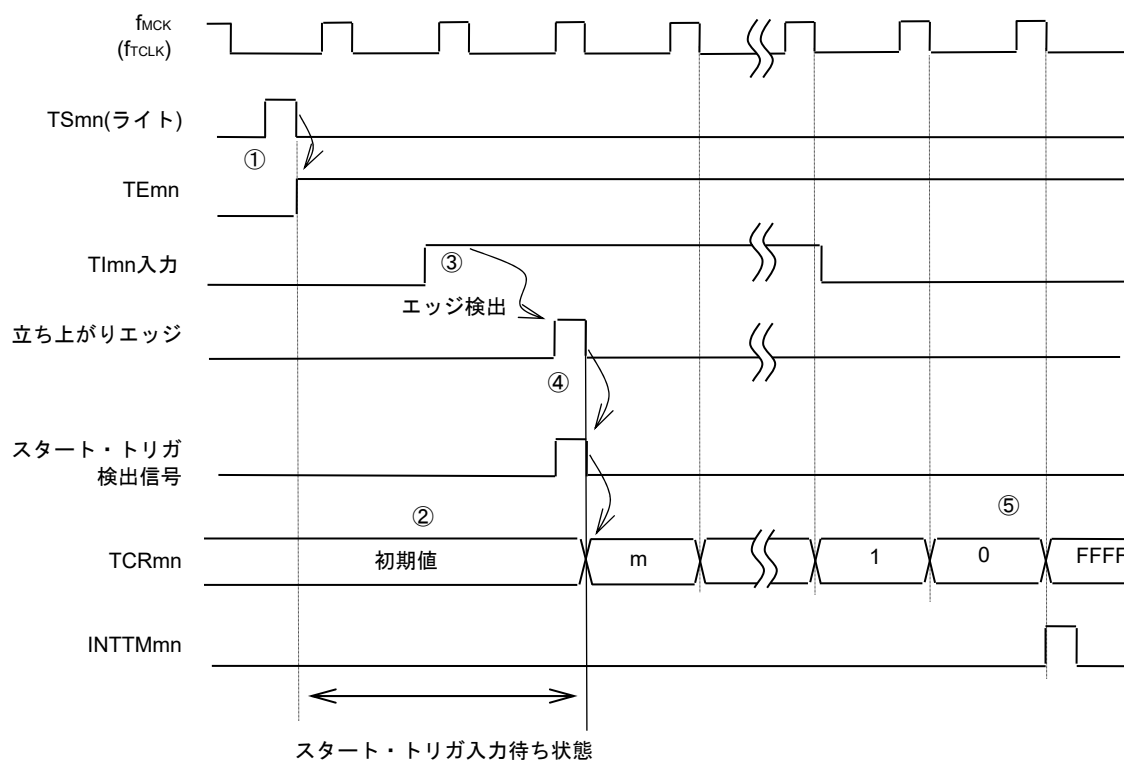 fMCK
(fTCLK)
TSmn(ライト)
①
TEmn
TImn入力
③
エッジ検出
立ち上がりエッジ
④
スタート・トリガ
検出信号
②
⑤
TCRmn
初期値
m
1
0
FFFF
INTTMmn
スタート・トリガ入力待ち状態